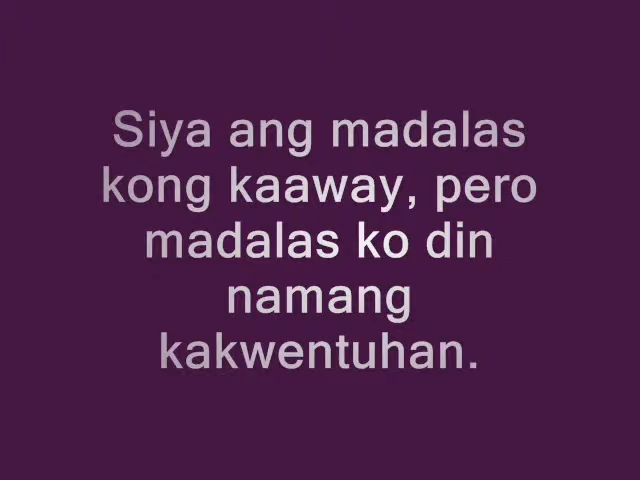 Siya ang madalas
kong kaaway, pero
madalas ko din
namang
kakwentuhan.